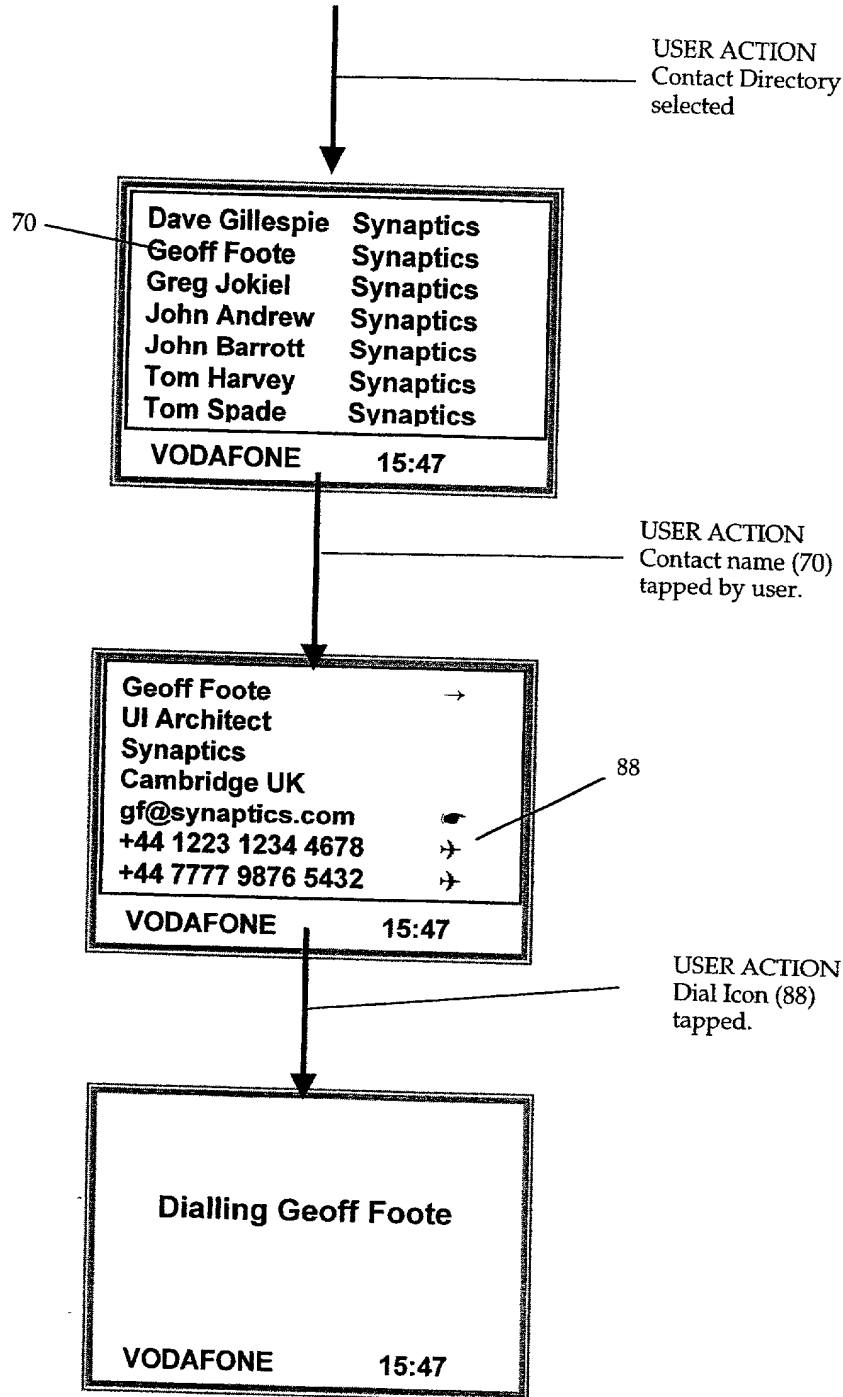 USER ACTION
Contact Directory
selected
70
Dave Gillespie Synaptics
Geoff Foote Synaptics
Greg Jokiel Synaptics
John Andrew Synaptics
John Barrott Synaptics
Tom Harvey Synaptics
Tom Spade Synaptics
VODAFONE 15:47
USER ACTION
Contact name (70)
tapped by user.
Geoff Foote →
UI Architect
Synaptics
Cambridge UK
gf@synaptics.com ☛
+44 1223 1234 4678 ✈
+44 7777 9876 5432 ✈
88
VODAFONE 15:47
USER ACTION
Dial Icon (88)
tapped.
Dialling Geoff Foote
VODAFONE 15:47